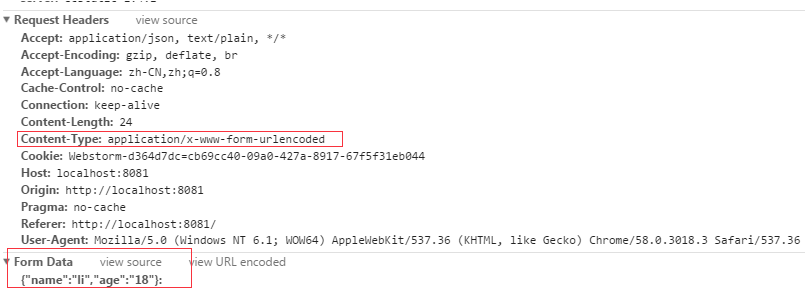 Request Headers view source
Accept: application/json, text/plain, */*
Accept-Encoding: gzip, deflate, br
Accept-Language: zh-CN,zh;q=0.8
Cache-Control: no-cache
Connection: keep-alive
Content-Length: 24
Content-Type: application/x-www-form-urlencoded
Cookie: Webstorm-d364d7dc=cb69cc40-09a0-427a-8917-67f5f31eb044
Host: localhost:8081
Origin: http://localhost:8081
Pragma: no-cache
Referer: http://localhost:8081/
User-Agent: Mozilla/5.0 (Windows NT 6.1; WOW64) AppleWebKit/537.36 (KHTML, like Gecko) Chrome/58.0.3018.3 Safari/537.36
Form Data view source view URL encoded
{"name":"li","age":"18"}: